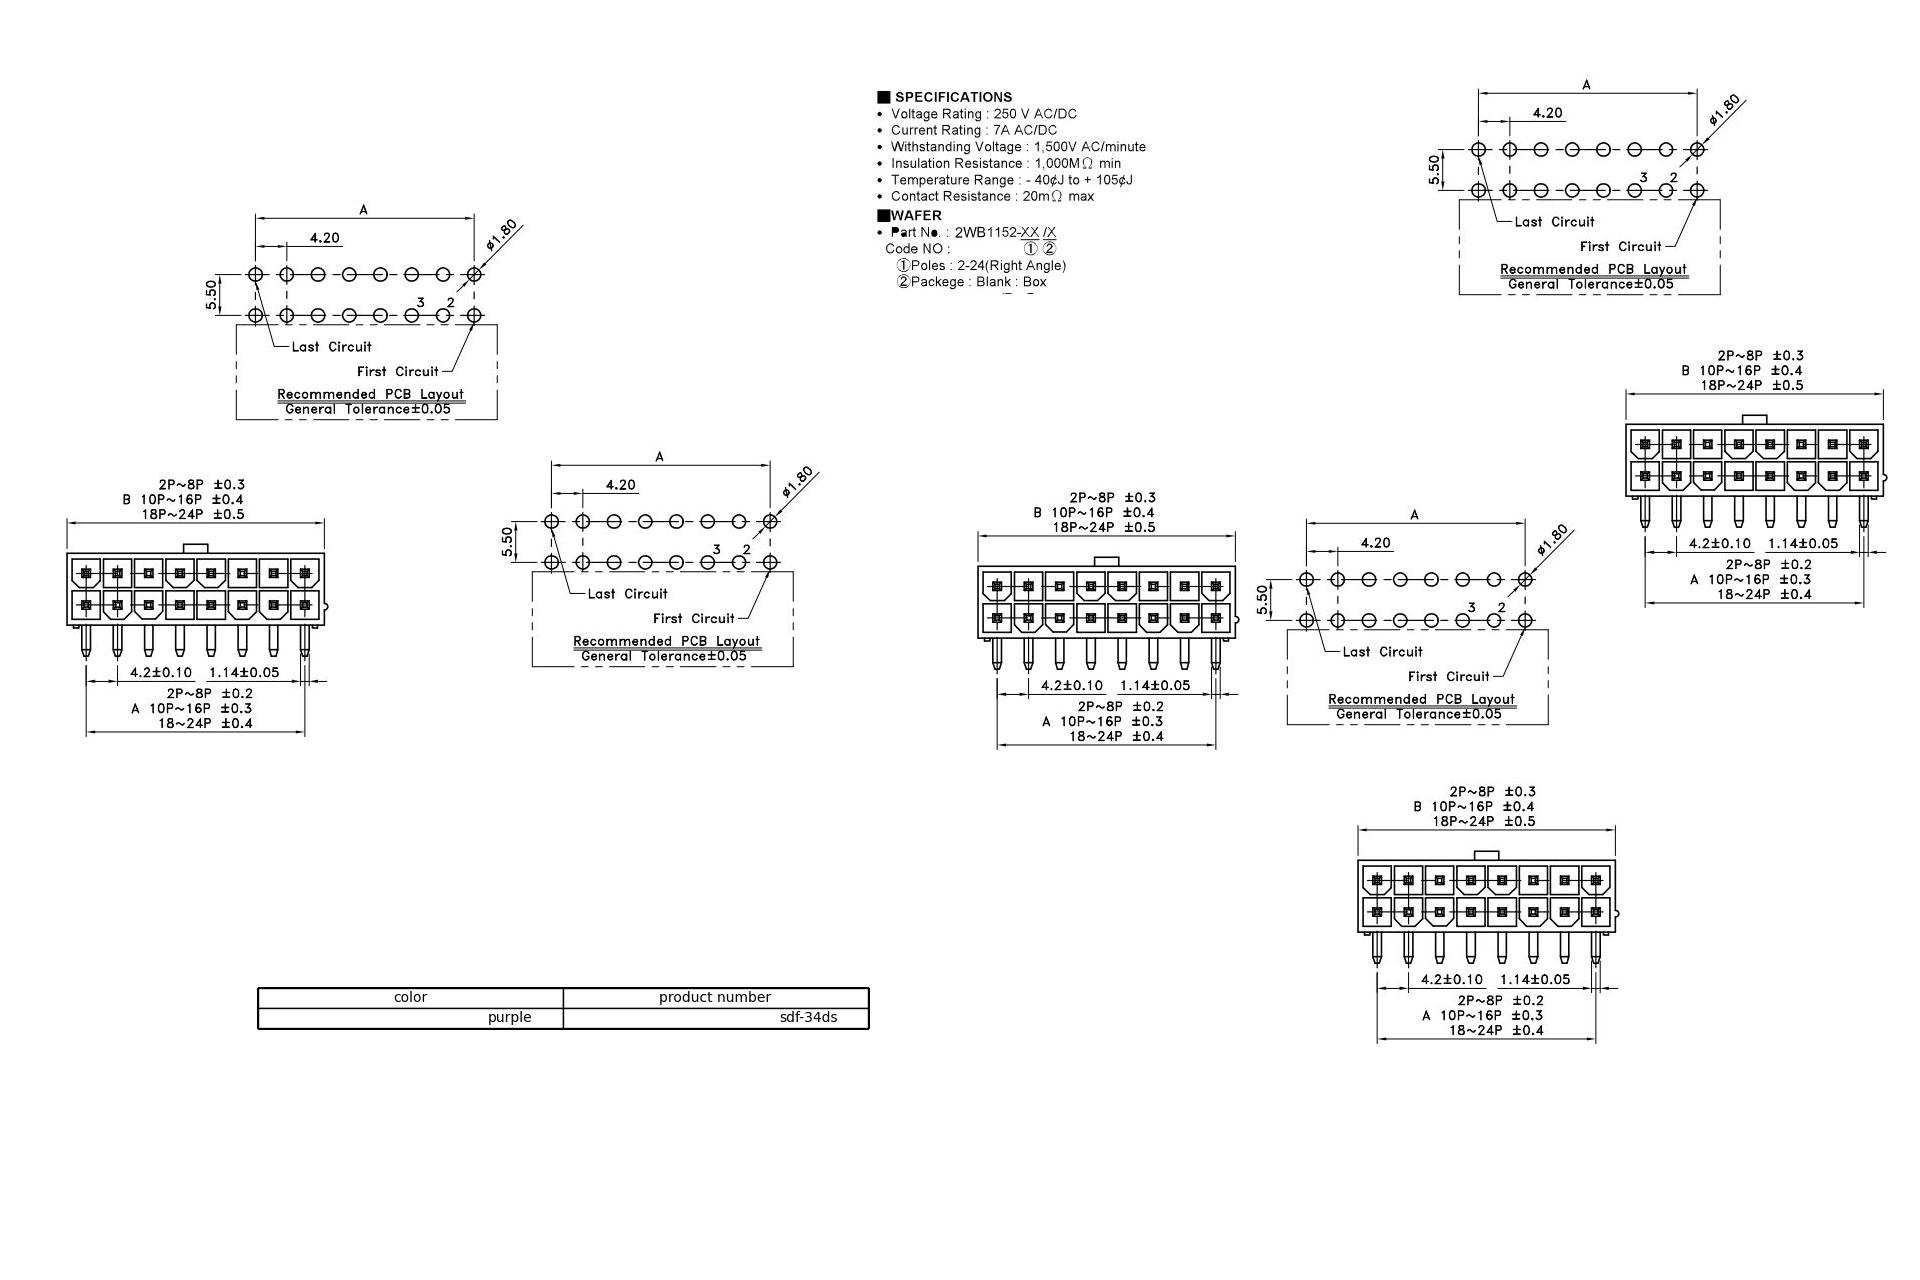 ■ SPECIFICATIONS
• Voltage Rating : 250 V AC/DC
• Current Rating : 7A AC/DC
• Withstanding Voltage : 1,500V AC/minute
• Insulation Resistance : 1,000MΩ min
• Temperature Range : - 40¢J to + 105¢J
• Contact Resistance : 20mΩ max
■WAFER
• Part No. : 2WB1152-XX /X
Code NO : ① ②
①Poles : 2-24(Right Angle)
②Packege : Blank : Box
A
4.20
ø1.80
5.50
3 2
Last Circuit
First Circuit
Recommended PCB Layout
General Tolerance±0.05
A
4.20
ø1.80
5.50
3 2
Last Circuit
First Circuit
Recommended PCB Layout
General Tolerance±0.05
2P~8P ±0.3
B 10P~16P ±0.4
18P~24P ±0.5
4.2±0.10 1.14±0.05
2P~8P ±0.2
A 10P~16P ±0.3
18~24P ±0.4
A
4.20
ø1.80
5.50
3 2
Last Circuit
First Circuit
Recommended PCB Layout
General Tolerance±0.05
2P~8P ±0.3
B 10P~16P ±0.4
18P~24P ±0.5
4.2±0.10 1.14±0.05
2P~8P ±0.2
A 10P~16P ±0.3
18~24P ±0.4
2P~8P ±0.3
B 10P~16P ±0.4
18P~24P ±0.5
4.2±0.10 1.14±0.05
2P~8P ±0.2
A 10P~16P ±0.3
18~24P ±0.4
A
4.20
ø1.80
5.50
3 2
Last Circuit
First Circuit
Recommended PCB Layout
General Tolerance±0.05
2P~8P ±0.3
B 10P~16P ±0.4
18P~24P ±0.5
4.2±0.10 1.14±0.05
2P~8P ±0.2
A 10P~16P ±0.3
18~24P ±0.4
color product number
purple sdf-34ds